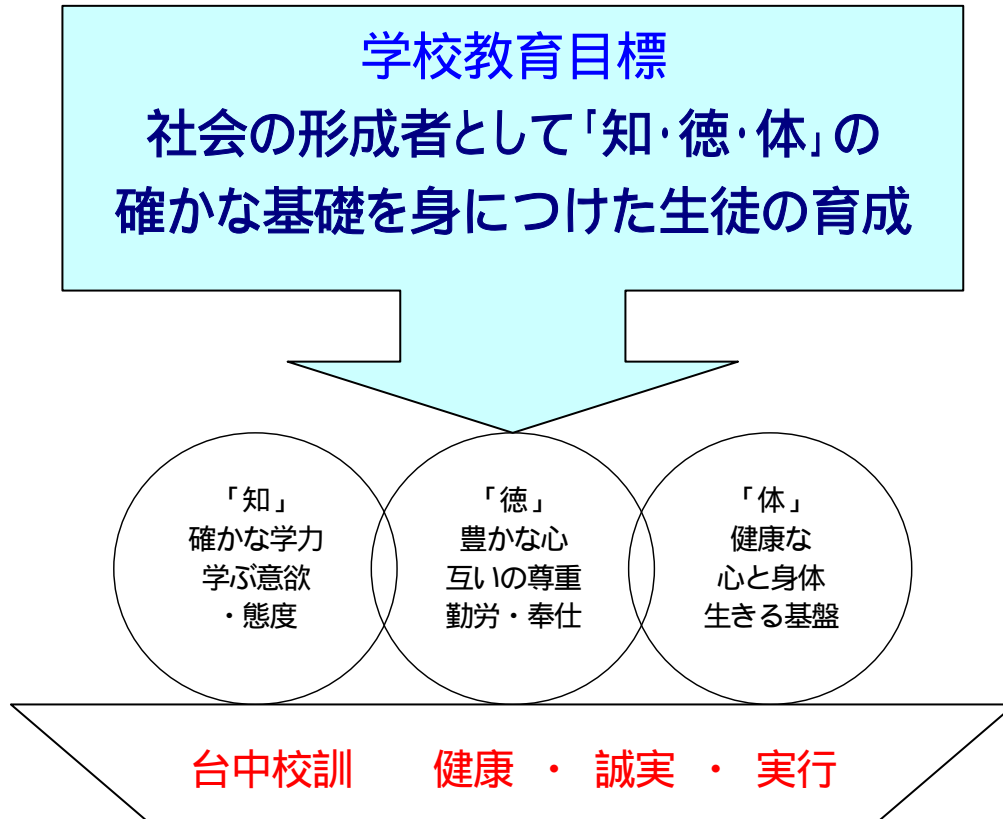 学校教育目標
社会の形成者として「知・徳・体」の
確かな基礎を身につけた生徒の育成
「知」
確かな学力
学ぶ意欲
・態度
「徳」
豊かな心
互いの尊重
勤労・奉仕
「体」
健康な
心と身体
生きる基盤
台中校訓　健康・誠実・実行